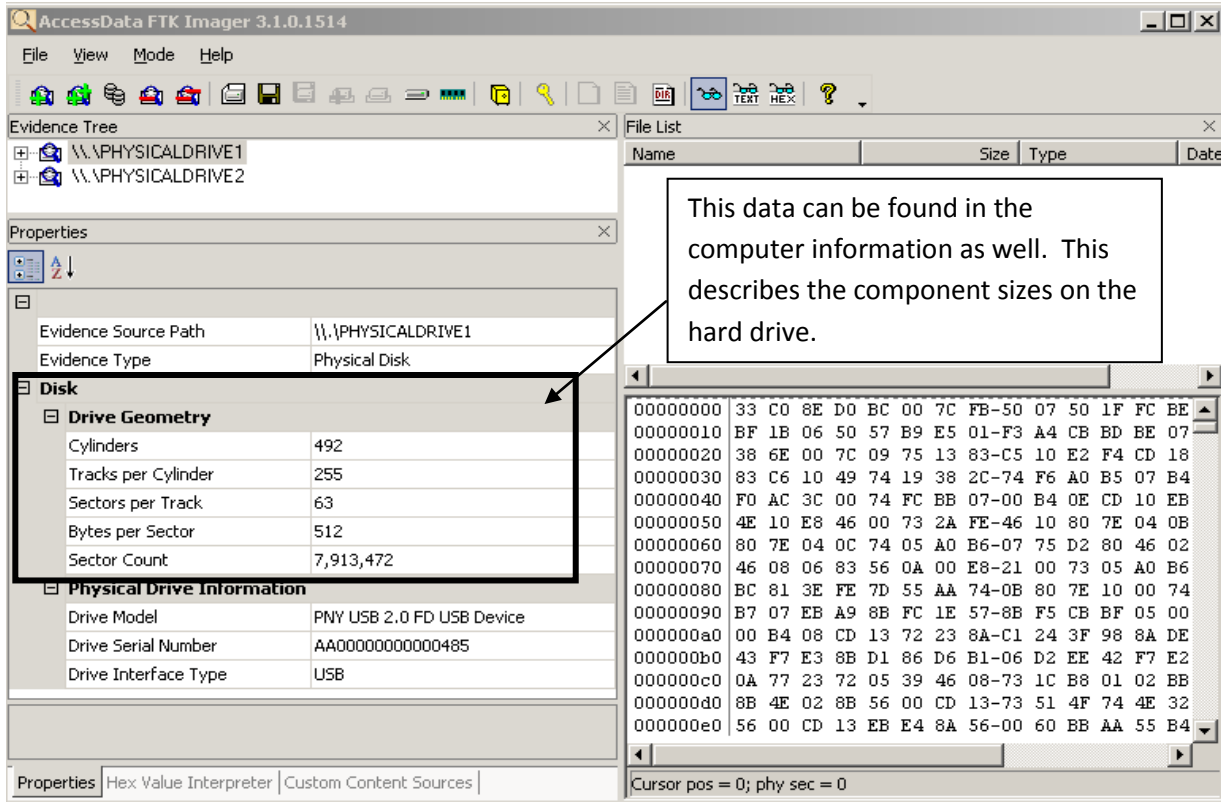 AccessData FTK Imager 3.1.0.1514
File View Mode Help
TEXT HEX
Evidence Tree
\\.\PHYSICALDRIVE1
\\.\PHYSICALDRIVE2
Properties
Evidence Source Path \\.\PHYSICALDRIVE1
Evidence Type Physical Disk
Disk
Drive Geometry
Cylinders 492
Tracks per Cylinder 255
Sectors per Track 63
Bytes per Sector 512
Sector Count 7,913,472
Physical Drive Information
Drive Model PNY USB 2.0 FD USB Device
Drive Serial Number AA00000000000485
Drive Interface Type USB
Properties Hex Value Interpreter Custom Content Sources
File List
Name Size Type Date
This data can be found in the
computer information as well. This
describes the component sizes on the
hard drive.
00000000 33 C0 8E D0 BC 00 7C FB-50 07 50 1F FC BE
00000010 BF 1B 06 50 57 B9 E5 01-F3 A4 CB BD BE 07
00000020 38 6E 00 7C 09 75 13 83-C5 10 E2 F4 CD 18
00000030 83 C6 10 49 74 19 38 2C-74 F6 A0 B5 07 B4
00000040 F0 AC 3C 00 74 FC BB 07-00 B4 0E CD 10 EB
00000050 4E 10 E8 46 00 73 2A FE-46 10 80 7E 04 0B
00000060 80 7E 04 0C 74 05 A0 B6-07 75 D2 80 46 02
00000070 46 08 06 83 56 0A 00 E8-21 00 73 05 A0 B6
00000080 BC 81 3E FE 7D 55 AA 74-0B 80 7E 10 00 74
00000090 B7 07 EB A9 8B FC 1E 57-8B F5 CB BF 05 00
000000a0 00 B4 08 CD 13 72 23 8A-C1 24 3F 98 8A DE
000000b0 43 F7 E3 8B D1 86 D6 B1-06 D2 EE 42 F7 E2
000000c0 0A 77 23 72 05 39 46 08-73 1C B8 01 02 BB
000000d0 8B 4E 02 8B 56 00 CD 13-73 51 4F 74 4E 32
000000e0 56 00 CD 13 EB E4 8A 56-00 60 BB AA 55 B4
Cursor pos = 0; phy sec = 0